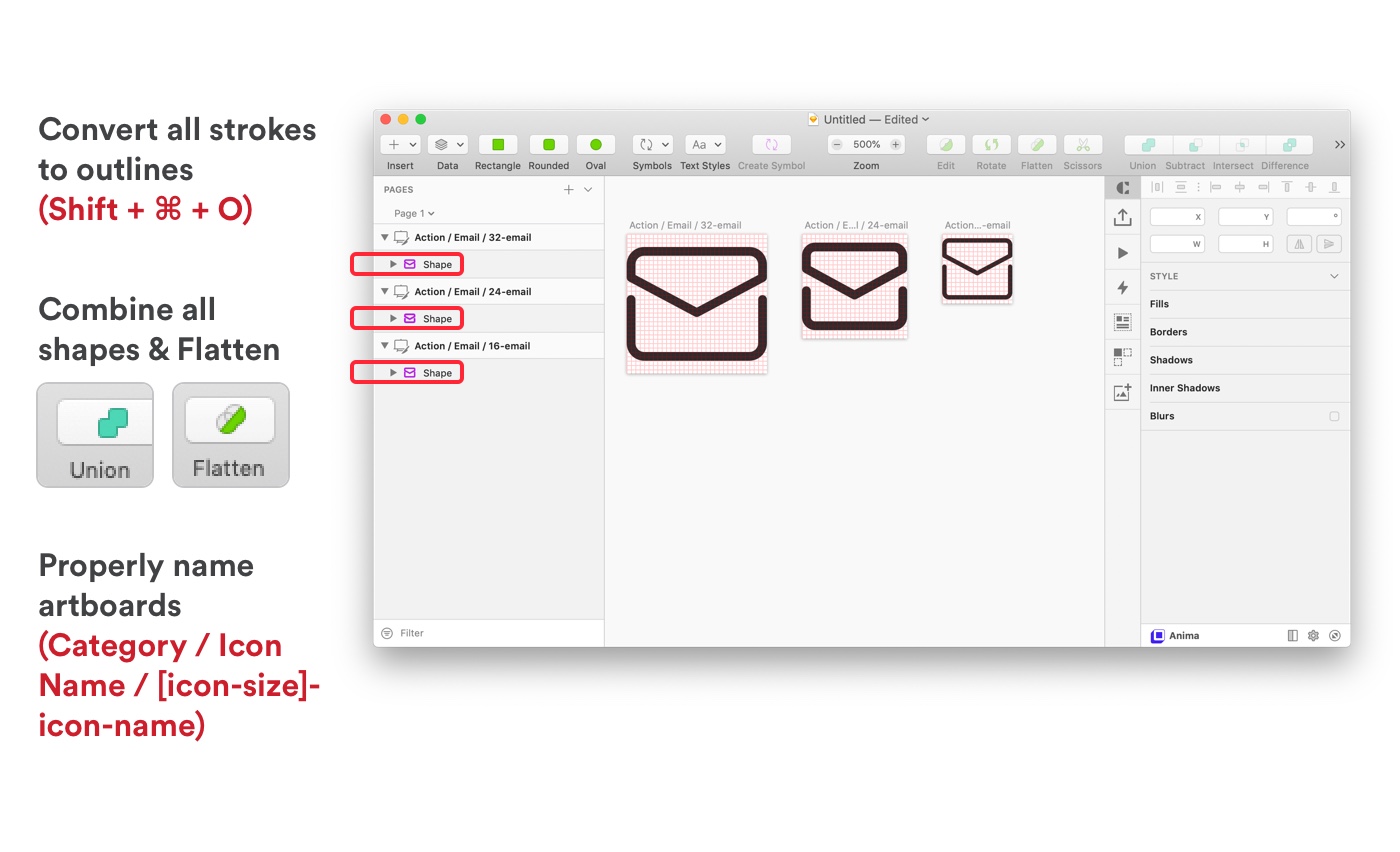 Convert all strokes
to outlines
(Shift + ⌘ + O)
Combine all
shapes & Flatten
Union
Flatten
Properly name
artboards
(Category / Icon
Name / [icon-size]-
icon-name)
Untitled — Edited
500%
Aa
Insert
Data
Rectangle
Rounded
Oval
Symbols
Text Styles
Create Symbol
Zoom
Edit
Rotate
Flatten
Scissors
Union
Subtract
Intersect
Difference
PAGES
Page 1
Action / Email / 32-email
Shape
Action / Email / 24-email
Shape
Action / Email / 16-email
Shape
Filter
Action / Email / 32-email
Action / E...l / 24-email
Action...-email
X
Y
°
W
H
STYLE
Fills
Borders
Shadows
Inner Shadows
Blurs
Anima